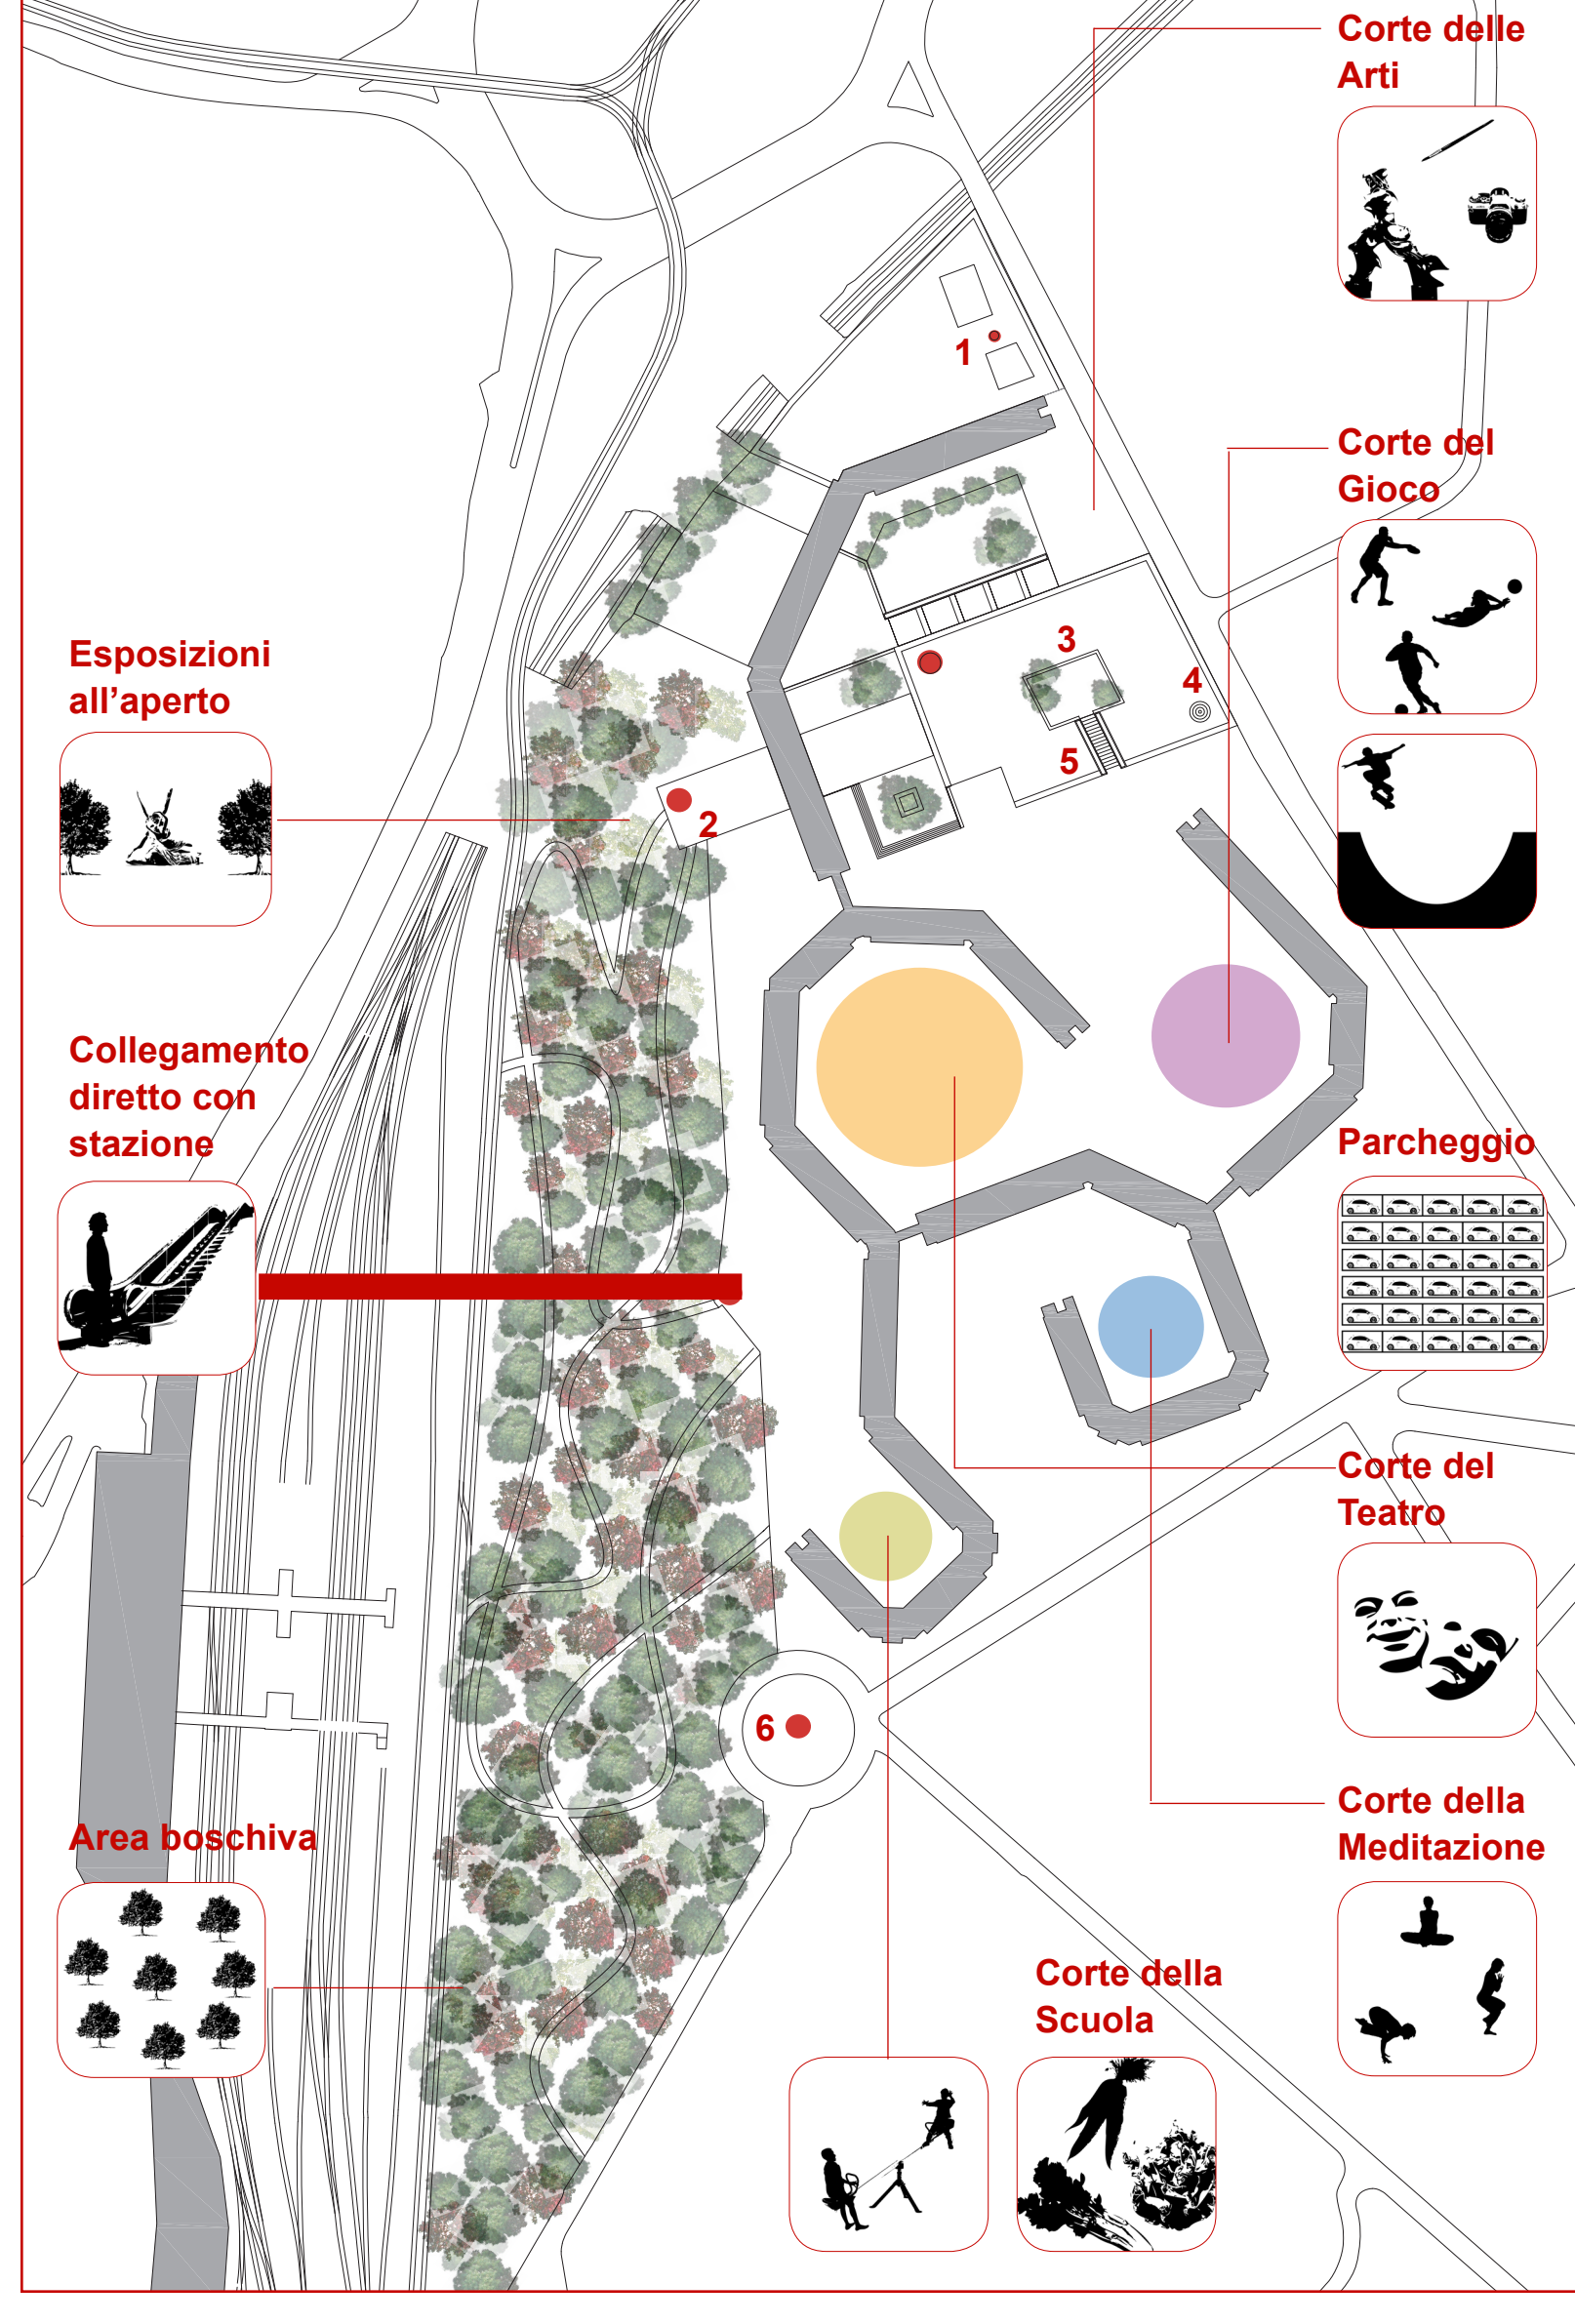 Corte delle
Arti
1
Corte del
Gioco
3
4
5
Esposizioni
all’aperto
2
Collegamento
diretto con
stazione
Parcheggio
Corte del
Teatro
6
Corte della
Meditazione
Area boschiva
Corte della
Scuola